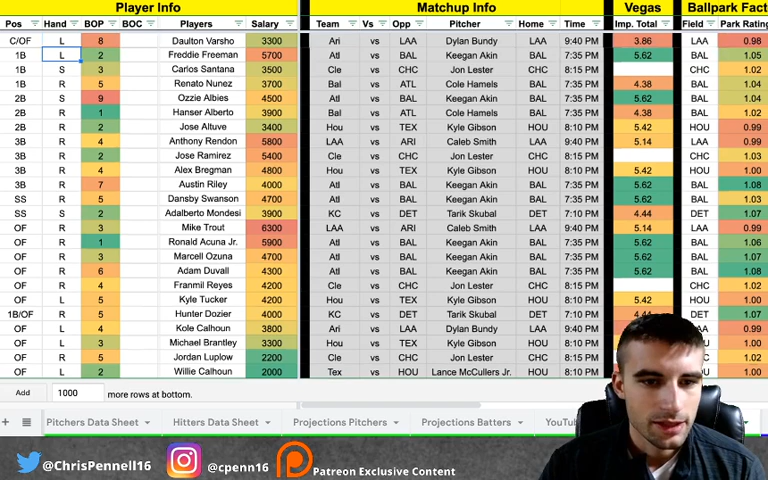 Player Info Matchup Info Vegas Ballpark Fact
Pos Hand BOP BOC Players Salary Team Vs Opp Pitcher Home Time Imp. Total Field Park Rating
C/OF L 8 Daulton Varsho 3300 Ari vs LAA Dylan Bundy LAA 9:40 PM 3.86 LAA 0.98
1B L 2 Freddie Freeman 5700 Atl vs BAL Keegan Akin BAL 7:35 PM 5.62 BAL 1.05
1B S 3 Carlos Santana 3500 Cle vs CHC Jon Lester CHC 8:15 PM CHC 1.02
1B R 5 Renato Nunez 3700 Bal vs ATL Cole Hamels BAL 7:35 PM 4.38 BAL 1.04
2B S 9 Ozzie Albies 4500 Atl vs BAL Keegan Akin BAL 7:35 PM 5.62 BAL 1.04
2B R 1 Hanser Alberto 3900 Bal vs ATL Cole Hamels BAL 7:35 PM 4.38 BAL 1.02
2B R 2 Jose Altuve 3400 Hou vs TEX Kyle Gibson HOU 8:10 PM 5.42 HOU 0.99
3B R 4 Anthony Rendon 5800 LAA vs ARI Caleb Smith LAA 9:40 PM 5.14 LAA 0.99
3B R 2 Jose Ramirez 5400 Cle vs CHC Jon Lester CHC 8:15 PM CHC 1.03
3B R 4 Alex Bregman 4800 Hou vs TEX Kyle Gibson HOU 8:10 PM 5.42 HOU 1.00
3B R 7 Austin Riley 4000 Atl vs BAL Keegan Akin BAL 7:35 PM 5.62 BAL 1.08
SS R 5 Dansby Swanson 4700 Atl vs BAL Keegan Akin BAL 7:35 PM 5.62 BAL 1.03
SS S 2 Adalberto Mondesi 3900 KC vs DET Tarik Skubal DET 7:10 PM 4.44 DET 1.07
OF R 3 Mike Trout 6300 LAA vs ARI Caleb Smith LAA 9:40 PM 5.14 LAA 0.99
OF R 1 Ronald Acuna Jr. 5900 Atl vs BAL Keegan Akin BAL 7:35 PM 5.62 BAL 1.06
OF R 3 Marcell Ozuna 4700 Atl vs BAL Keegan Akin BAL 7:35 PM 5.62 BAL 1.07
OF R 6 Adam Duvall 4300 Atl vs BAL Keegan Akin BAL 7:35 PM 5.62 BAL 1.08
OF R 4 Franmil Reyes 4200 Cle vs CHC Jon Lester CHC 8:15 PM CHC 1.02
OF L 5 Kyle Tucker 4200 Hou vs TEX Kyle Gibson HOU 8:10 PM 5.42 HOU 1.00
1B/OF R 5 Hunter Dozier 4000 KC vs DET Tarik Skubal DET 7:10 PM 4.44 DET 1.07
OF L 4 Kole Calhoun 3800 Ari vs LAA Dylan Bundy LAA 9:40 PM 0.99
OF L 3 Michael Brantley 3300 Hou vs TEX Kyle Gibson HOU 8:10 PM 1.00
OF R 5 Jordan Luplow 2200 Cle vs CHC Jon Lester CHC 8:15 PM 1.02
OF L 2 Willie Calhoun 2000 Tex vs HOU Lance McCullers Jr. HOU 8:10 PM 1.00
Add 1000 more rows at bottom.
Pitchers Data Sheet Hitters Data Sheet Projections Pitchers Projections Batters
@ChrisPennell16 @cpenn16 Patreon Exclusive Content